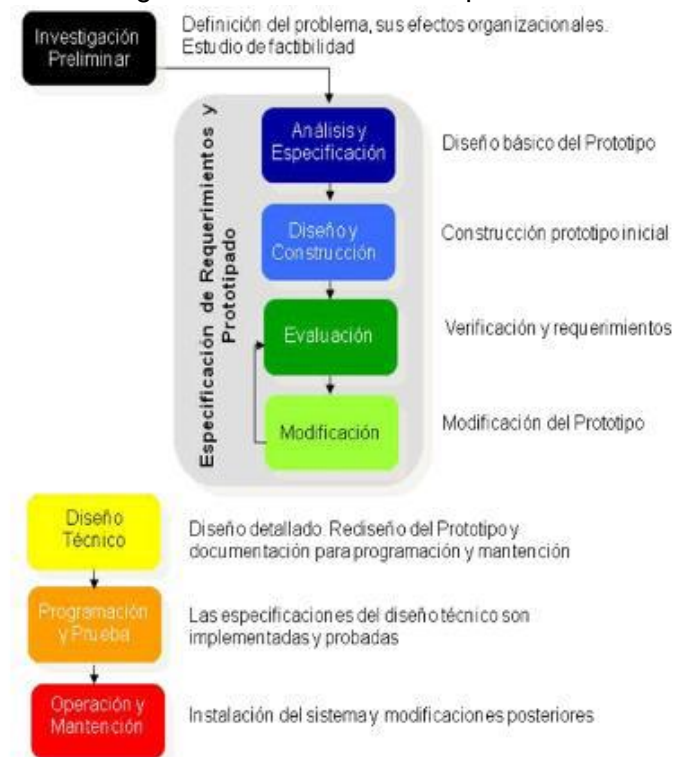 Investigación
Preliminar
Definición del problema, sus efectos organizacionales.
Estudio de factibilidad
Especificación de Requerimientos y
Prototipado
Análisis y
Especificación
Diseño básico del Prototipo
Diseño y
Construcción
Construcción prototipo inicial
Evaluación
Verificación y requerimientos
Modificación
Modificación del Prototipo
Diseño
Técnico
Diseño detallado. Rediseño del Prototipo y
documentación para programación y mantención
Programación
y Prueba
Las especificaciones del diseño técnico son
implementadas y probadas
Operación y
Mantención
Instalación del sistema y modificaciones posteriores